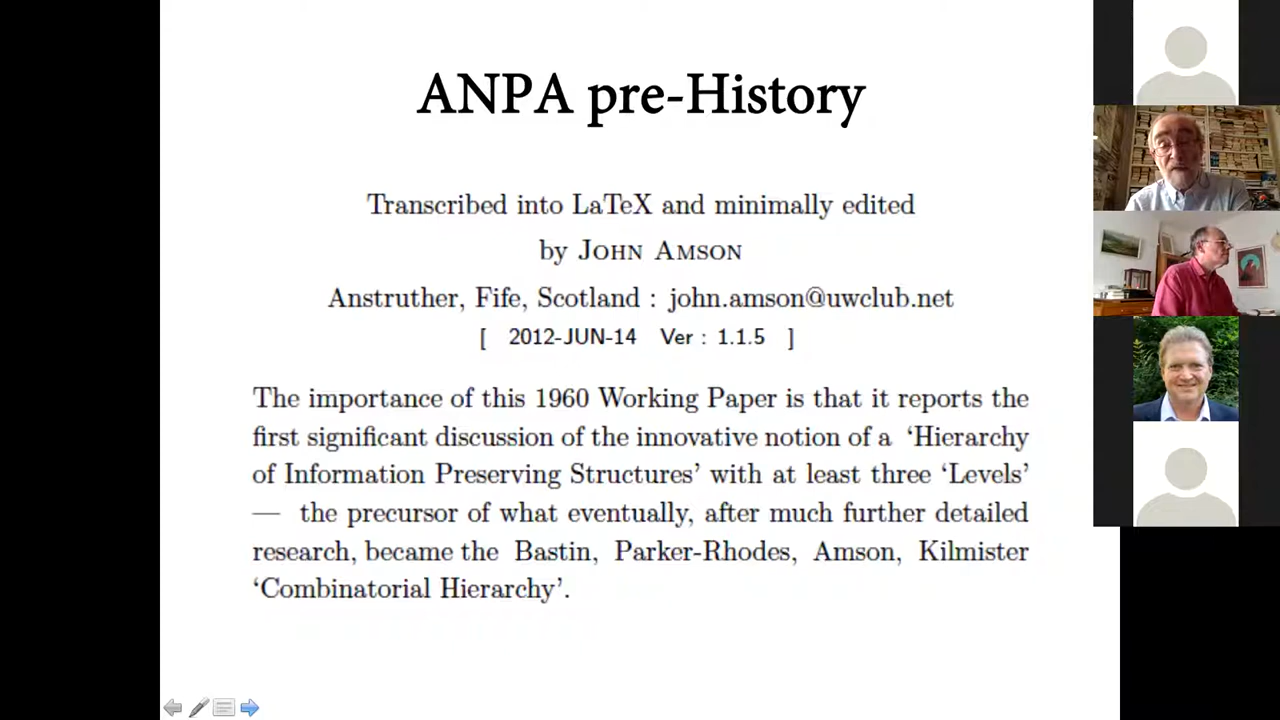 ANPA pre-History
Transcribed into LaTeX and minimally edited
by JOHN AMSON
Anstruther, Fife, Scotland : john.amson@uwclub.net
[ 2012-JUN-14 Ver : 1.1.5 ]
The importance of this 1960 Working Paper is that it reports the
first significant discussion of the innovative notion of a ‘Hierarchy
of Information Preserving Structures’ with at least three ‘Levels’
— the precursor of what eventually, after much further detailed
research, became the Bastin, Parker-Rhodes, Amson, Kilmister
‘Combinatorial Hierarchy’.